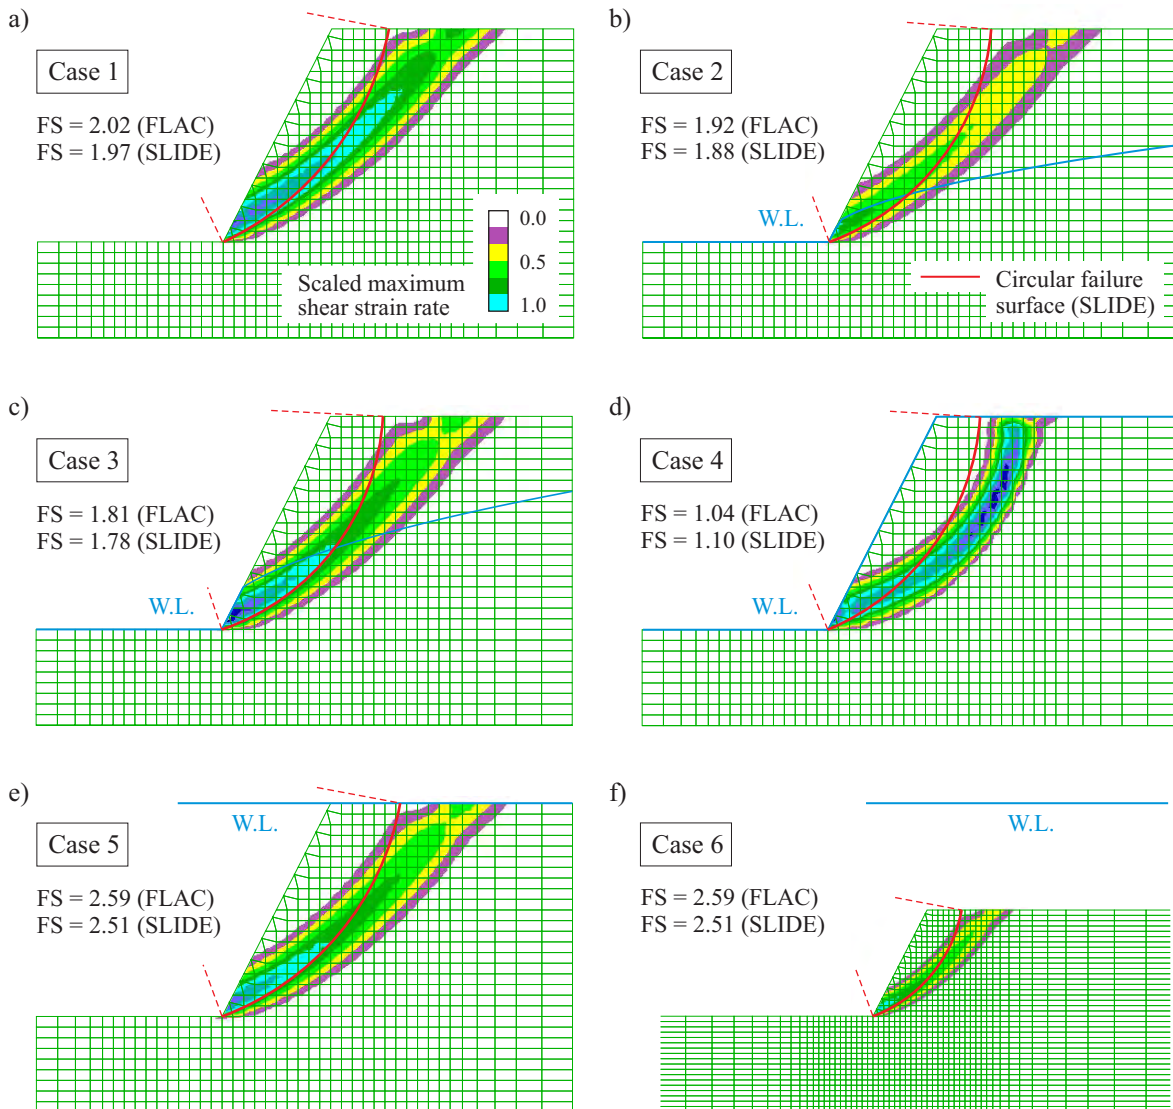 a)
Case 1
FS = 2.02 (FLAC)
FS = 1.97 (SLIDE)
Scaled maximum
shear strain rate
0.0
0.5
1.0
b)
Case 2
FS = 1.92 (FLAC)
FS = 1.88 (SLIDE)
W.L.
Circular failure
surface (SLIDE)
c)
Case 3
FS = 1.81 (FLAC)
FS = 1.78 (SLIDE)
W.L.
d)
Case 4
FS = 1.04 (FLAC)
FS = 1.10 (SLIDE)
W.L.
e)
W.L.
Case 5
FS = 2.59 (FLAC)
FS = 2.51 (SLIDE)
f)
W.L.
Case 6
FS = 2.59 (FLAC)
FS = 2.51 (SLIDE)